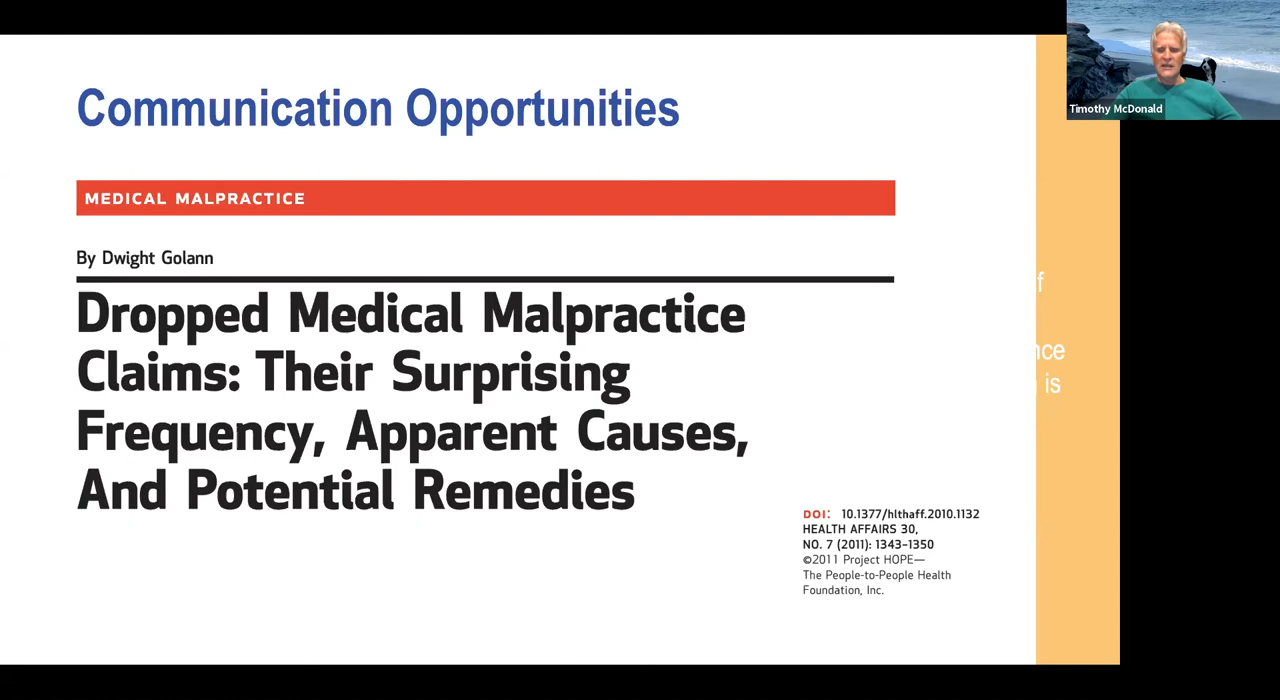 Communication Opportunities
MEDICAL MALPRACTICE
By Dwight Golann
Dropped Medical Malpractice
Claims: Their Surprising
Frequency, Apparent Causes,
And Potential Remedies
DOI: 10.1377/hlthaff.2010.1132
HEALTH AFFAIRS 30,
NO. 7 (2011): 1343–1350
©2011 Project HOPE—
The People-to-People Health
Foundation, Inc.
is
Timothy McDonald